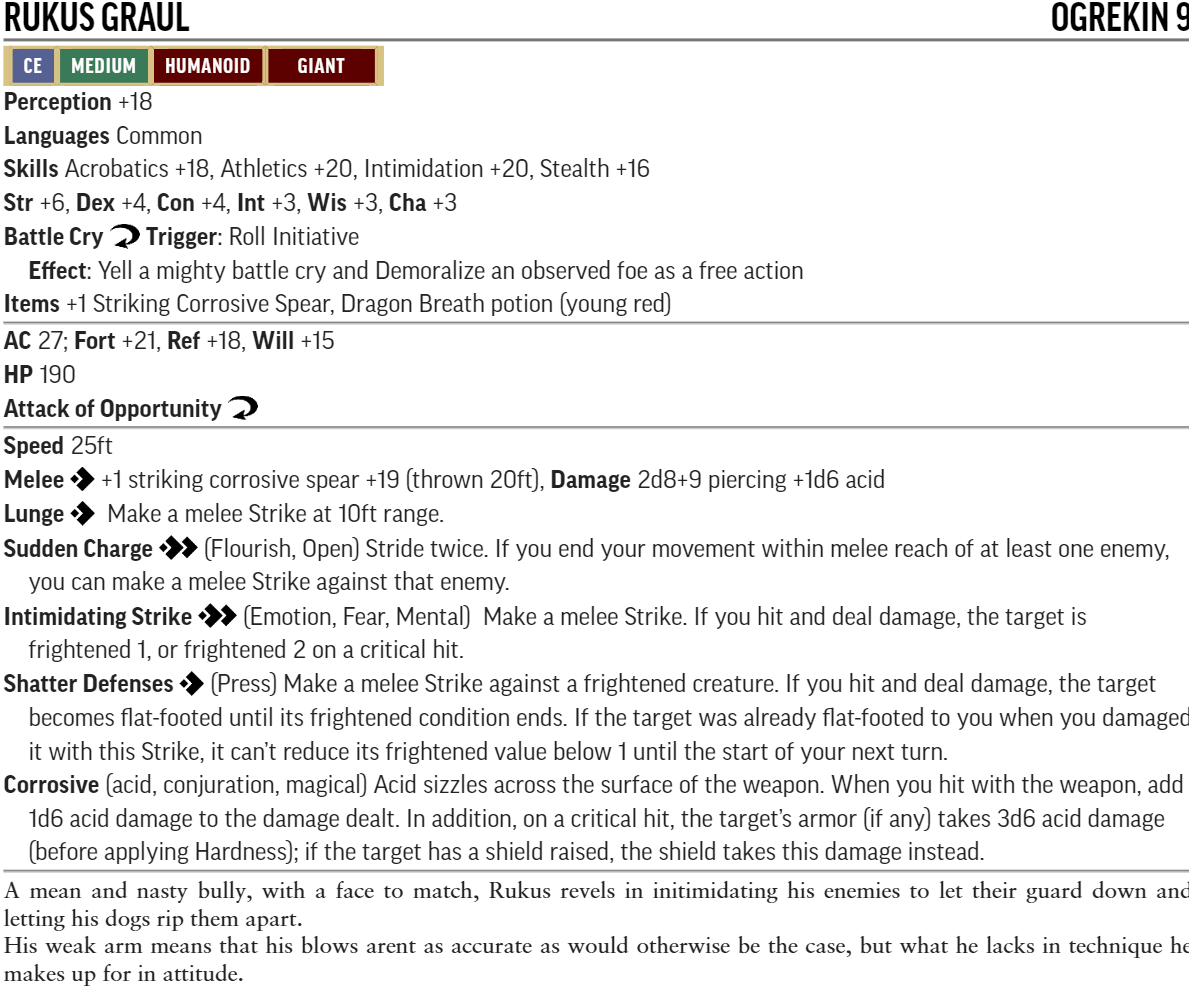 RUKUS GRAUL OGREKIN 9
CE MEDIUM HUMANOID GIANT
Perception +18
Languages Common
Skills Acrobatics +18, Athletics +20, Intimidation +20, Stealth +16
Str +6, Dex +4, Con +4, Int +3, Wis +3, Cha +3
Battle Cry Trigger: Roll Initiative
Effect: Yell a mighty battle cry and Demoralize an observed foe as a free action
Items +1 Striking Corrosive Spear, Dragon Breath potion (young red)
AC 27; Fort +21, Ref +18, Will +15
HP 190
Attack of Opportunity
Speed 25ft
Melee +1 striking corrosive spear +19 (thrown 20ft), Damage 2d8+9 piercing +1d6 acid
Lunge Make a melee Strike at 10ft range.
Sudden Charge (Flourish, Open) Stride twice. If you end your movement within melee reach of at least one enemy,
you can make a melee Strike against that enemy.
Intimidating Strike (Emotion, Fear, Mental) Make a melee Strike. If you hit and deal damage, the target is
frightened 1, or frightened 2 on a critical hit.
Shatter Defenses (Press) Make a melee Strike against a frightened creature. If you hit and deal damage, the target
becomes flat-footed until its frightened condition ends. If the target was already flat-footed to you when you damaged
it with this Strike, it can't reduce its frightened value below 1 until the start of your next turn.
Corrosive (acid, conjuration, magical) Acid sizzles across the surface of the weapon. When you hit with the weapon, add
1d6 acid damage to the damage dealt. In addition, on a critical hit, the target's armor (if any) takes 3d6 acid damage
(before applying Hardness); if the target has a shield raised, the shield takes this damage instead.
A mean and nasty bully, with a face to match, Rukus revels in initimidating his enemies to let their guard down and
letting his dogs rip them apart.
His weak arm means that his blows arent as accurate as would otherwise be the case, but what he lacks in technique he
makes up for in attitude.